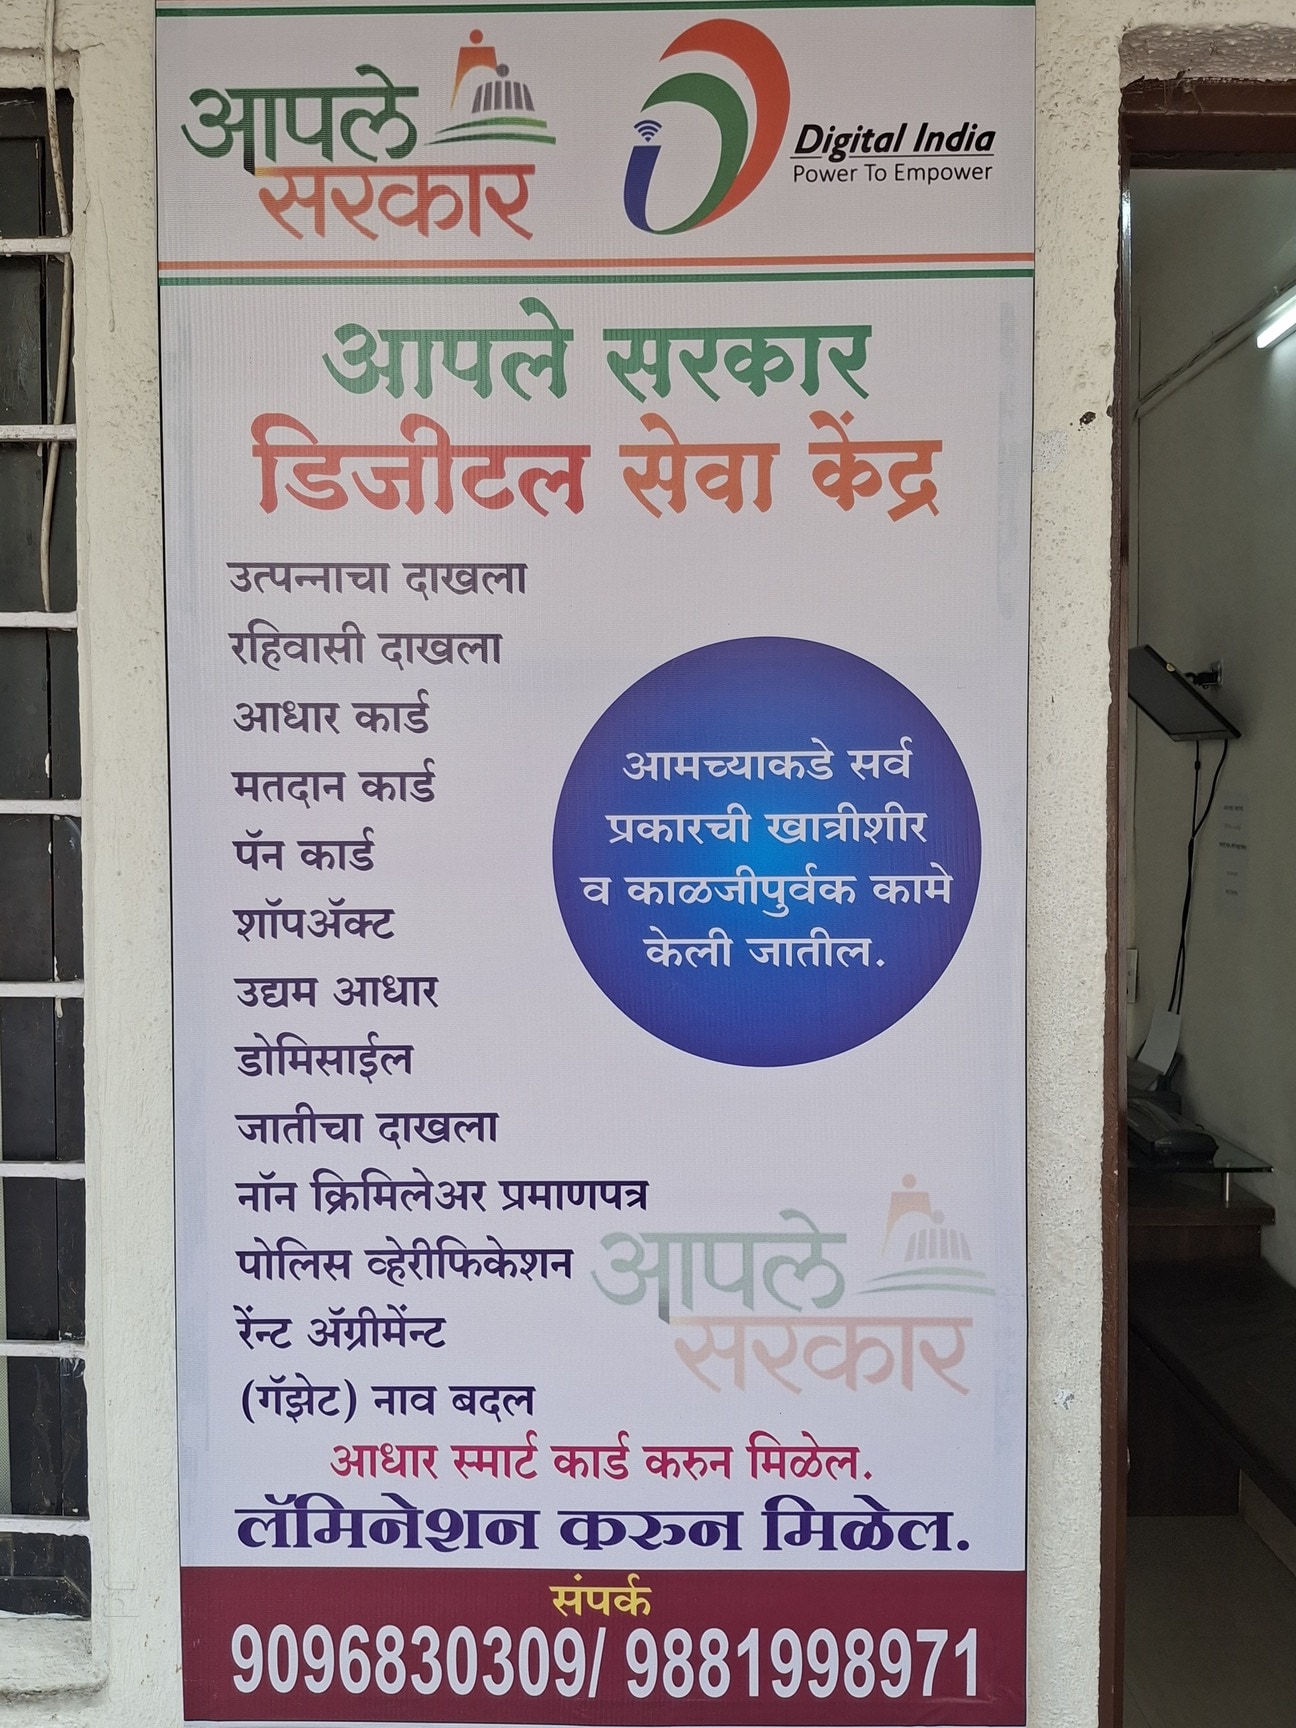 आपले
सरकार
Digital India
Power To Empower
आपले सरकार
डिजीटल सेवा केंद्र
उत्पन्नाचा दाखला
रहिवासी दाखला
आधार कार्ड
मतदान कार्ड
पॅन कार्ड
शॉपॲक्ट
उद्यम आधार
डोमिसाईल
जातीचा दाखला
नॉन क्रिमिलेअर प्रमाणपत्र
पोलिस व्हेरीफिकेशन
रेंन्ट ॲग्रीमेंन्ट
(गॅझेट) नाव बदल
आमच्याकडे सर्व
प्रकारची खात्रीशीर
व काळजीपुर्वक कामे
केली जातील.
आपले
सरकार
आधार स्मार्ट कार्ड करुन मिळेल.
लॅमिनेशन करुन मिळेल.
संपर्क
9096830309/ 9881998971